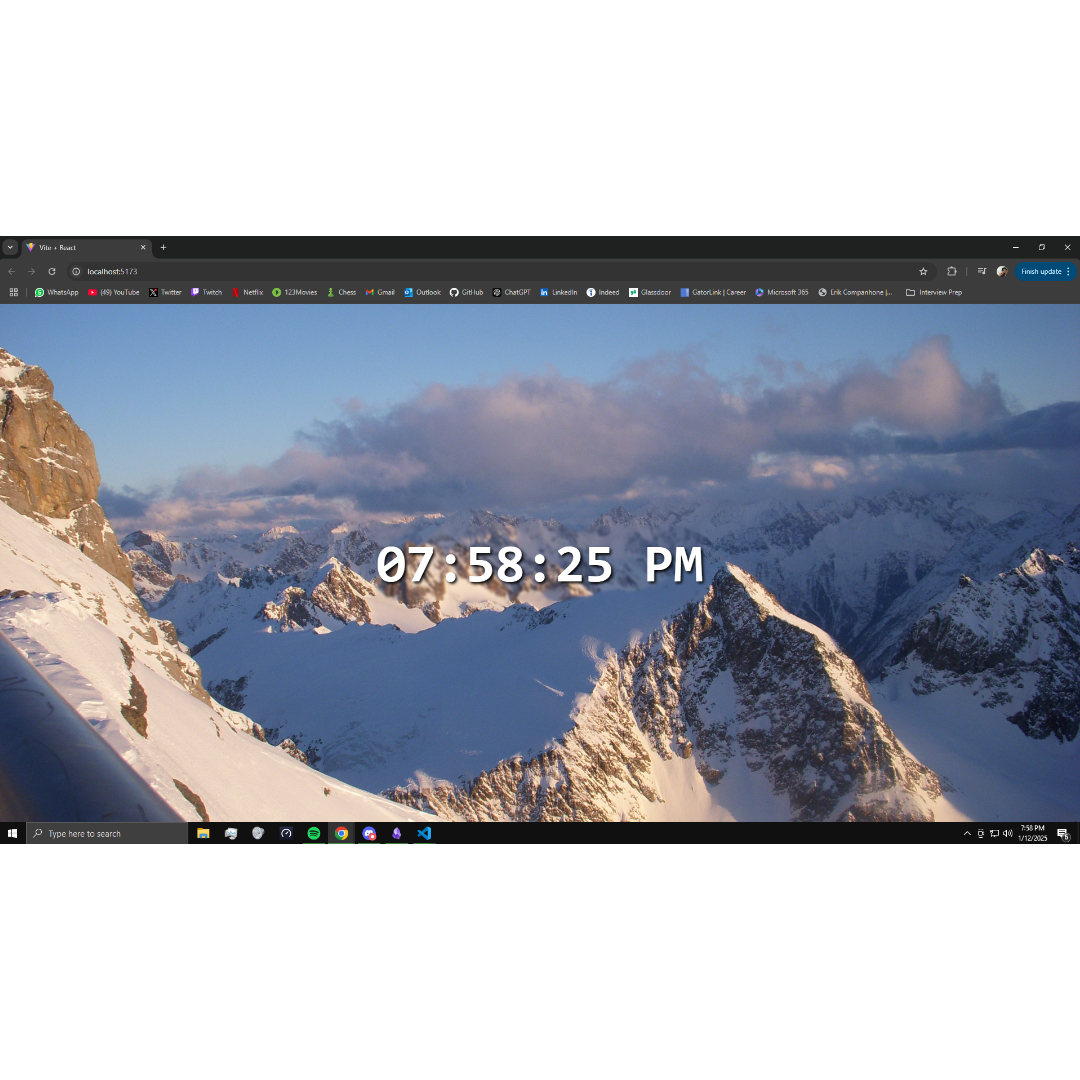 Vite + React
localhost:5173
Finish update
WhatsApp (49) YouTube Twitter Twitch Netflix 123Movies Chess Gmail Outlook GitHub ChatGPT LinkedIn Indeed Glassdoor GatorLink | Career Microsoft 365 Erik Companhone |... Interview Prep
07:58:25 PM
Type here to search
7:58 PM
1/12/2025